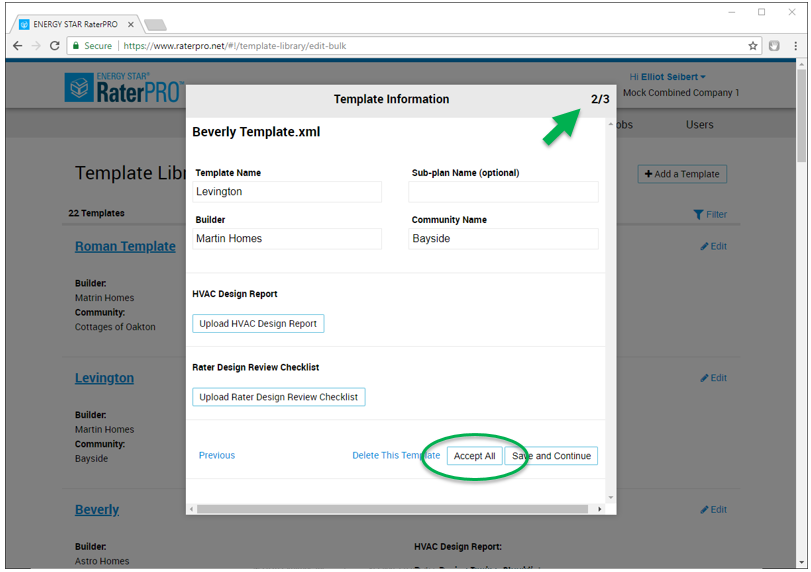 ENERGY STAR RaterPRO
Secure https://www.raterpro.net/#!/template-library/edit-bulk
ENERGY STAR®
RaterPRO
Hi Elliot Seibert
Mock Combined Company 1
Template Information 2/3
obs Users
Beverly Template.xml
Template Lib
+ Add a Template
Template Name Sub-plan Name (optional)
Levington
22 Templates
Filter
Builder Community Name
Martin Homes Bayside
Roman Template
Edit
Builder:
Matrin Homes
Community:
Cottages of Oakton
HVAC Design Report
Upload HVAC Design Report
Rater Design Review Checklist
Levington
Edit
Upload Rater Design Review Checklist
Builder:
Martin Homes
Community:
Bayside
Previous Delete This Template Accept All Save and Continue
Beverly
Edit
Builder: HVAC Design Report:
Astro Homes